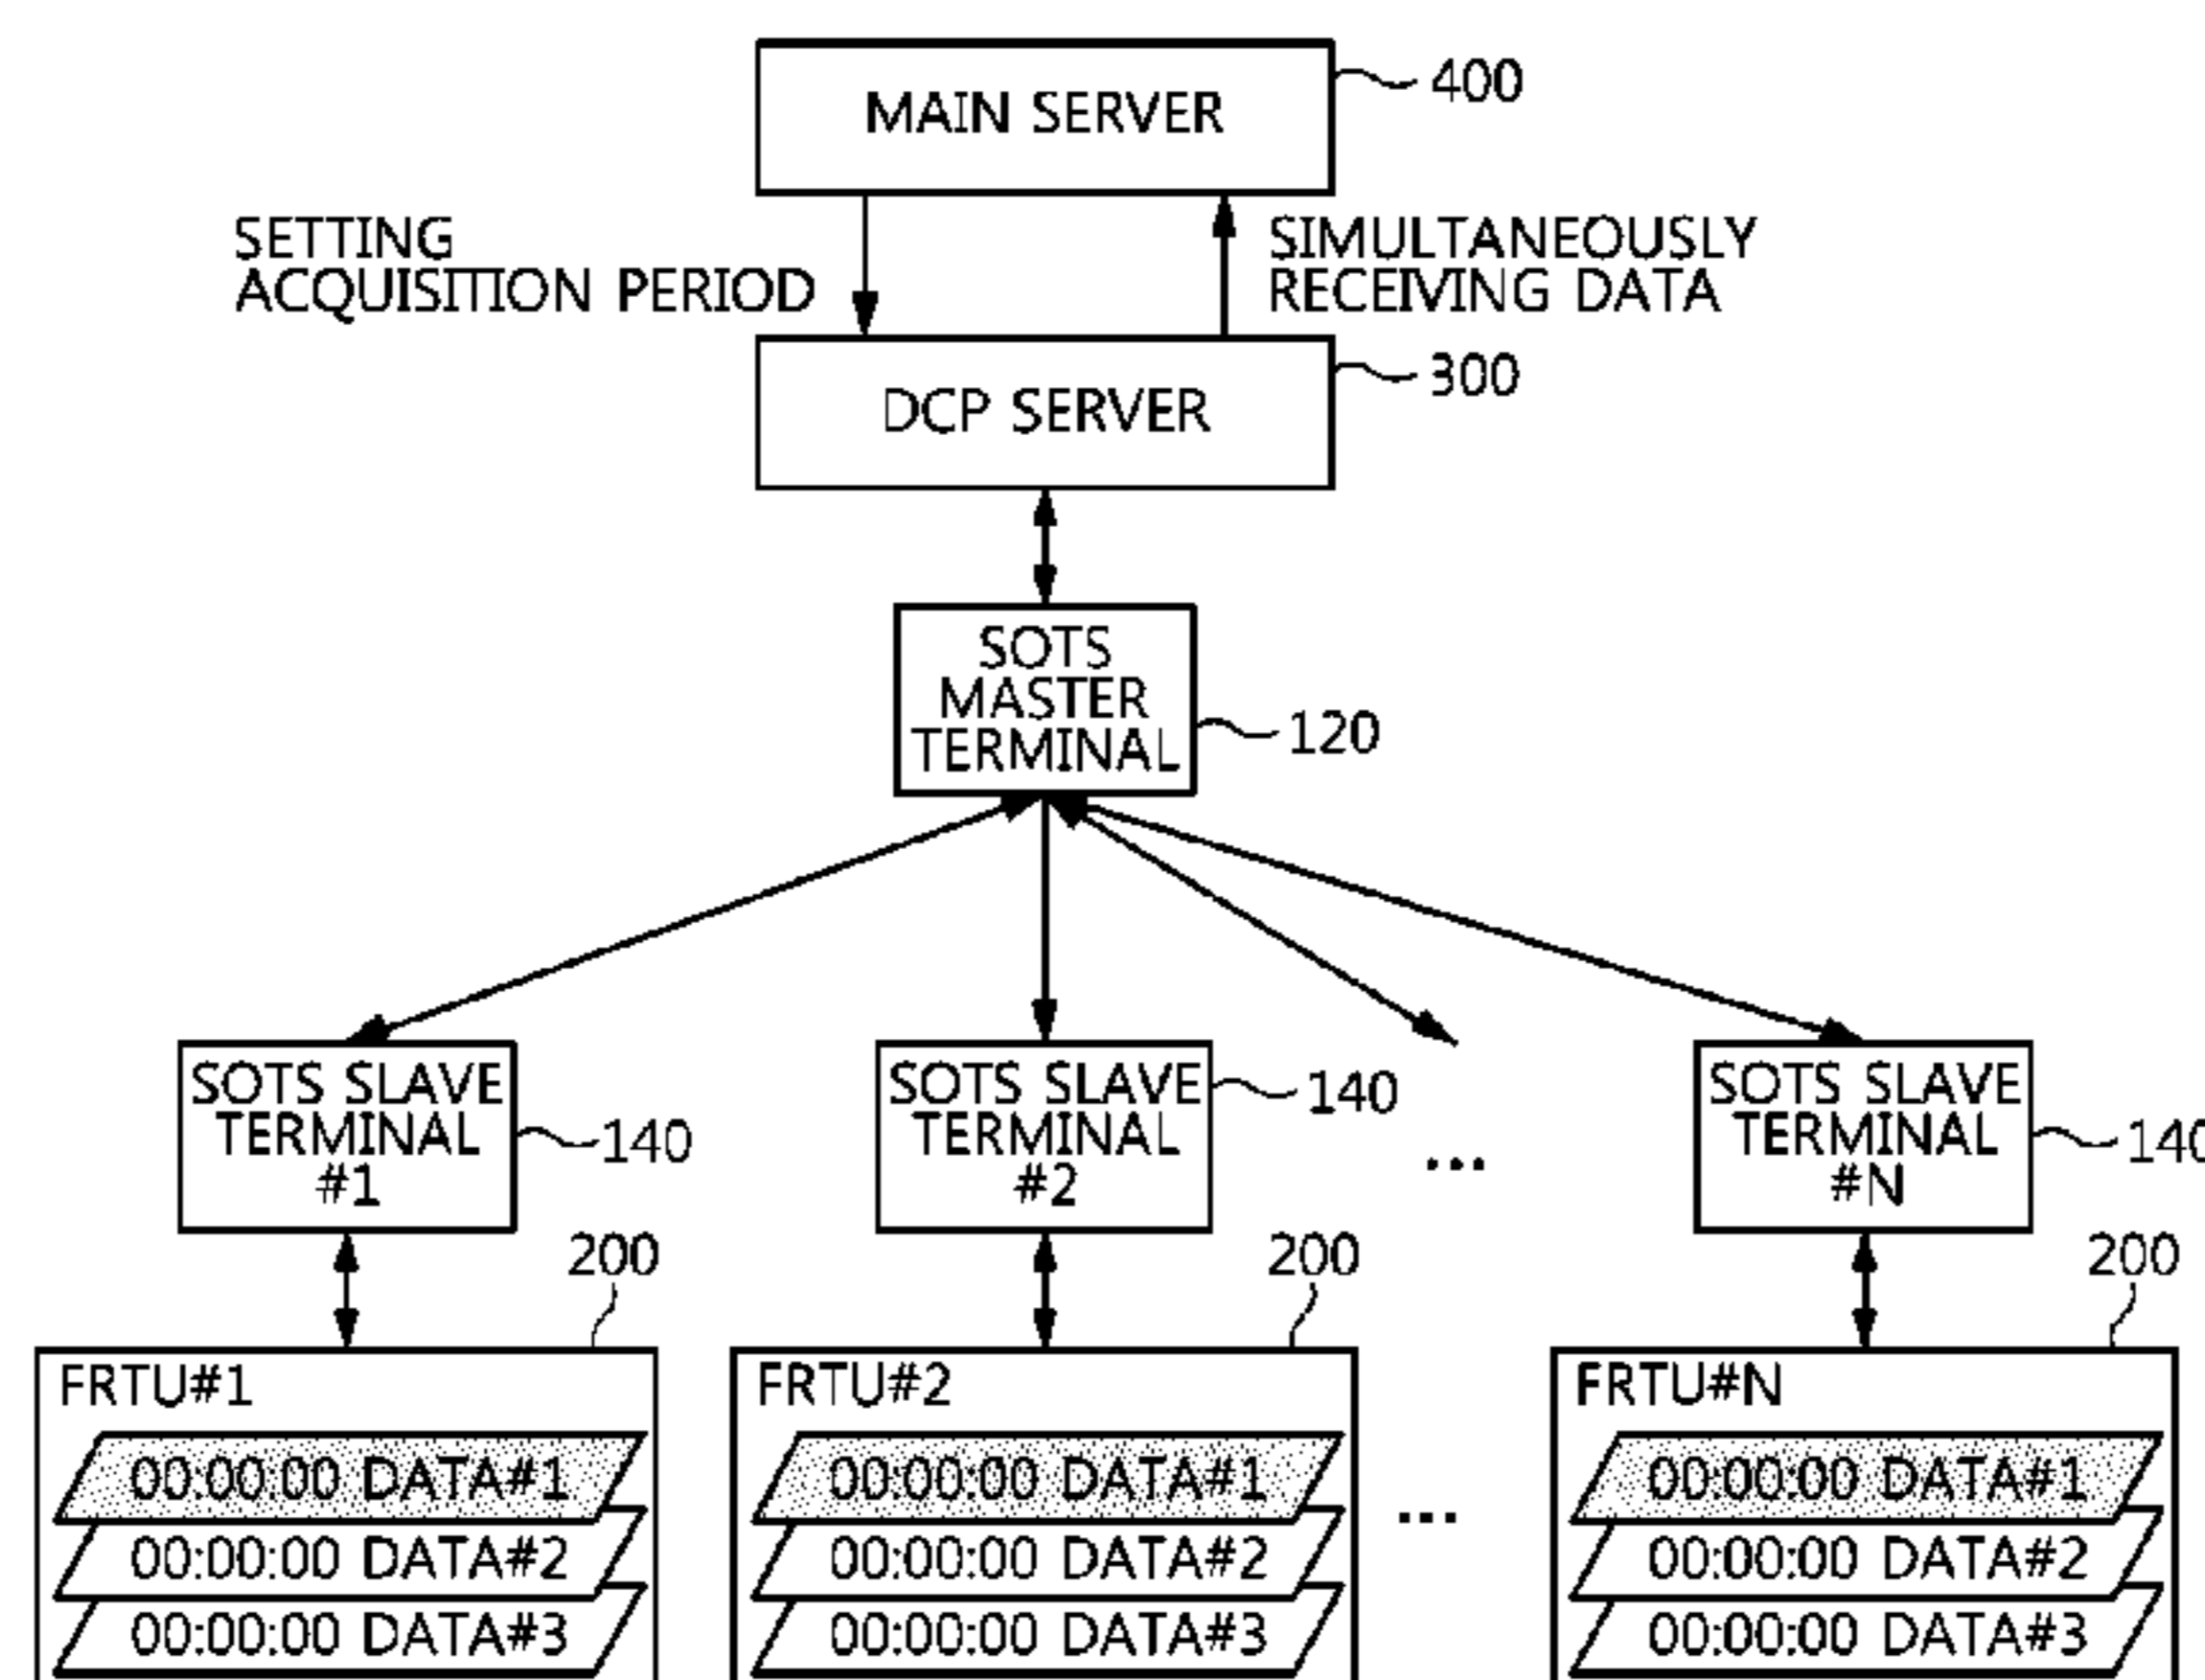 MAIN SERVER
400
SETTING
ACQUISITION PERIOD
SIMULTANEOUSLY
RECEIVING DATA
DCP SERVER
300
SOTS
MASTER
TERMINAL
120
SOTS SLAVE
TERMINAL
#1
140
SOTS SLAVE
TERMINAL
#2
140
...
SOTS SLAVE
TERMINAL
#N
140
200
200
200
FRTU#1
00:00:00 DATA#1
00:00:00 DATA#2
00:00:00 DATA#3
FRTU#2
00:00:00 DATA#1
00:00:00 DATA#2
00:00:00 DATA#3
...
FRTU#N
00:00:00 DATA#1
00:00:00 DATA#2
00:00:00 DATA#3